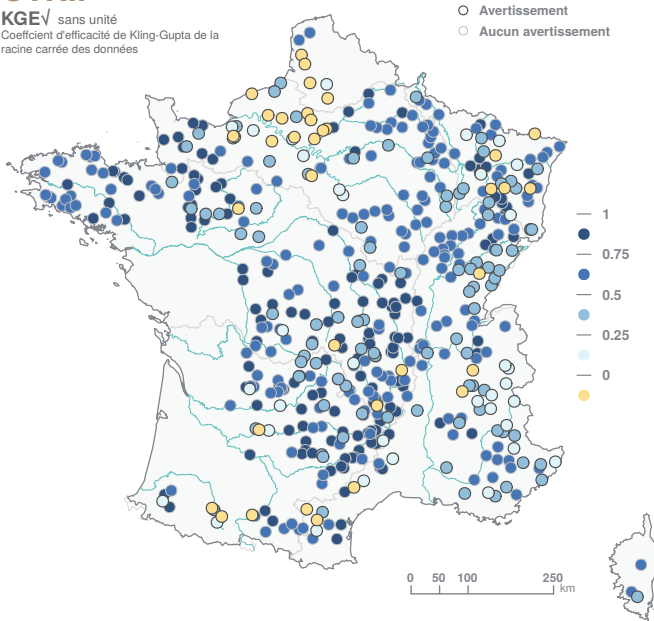 KGE√ sans unité
Coeffcient d'efficacité de Kling-Gupta de la
racine carrée des données
Avertissement
Aucun avertissement
1
0.75
0.5
0.25
0
0 50 100 250
km